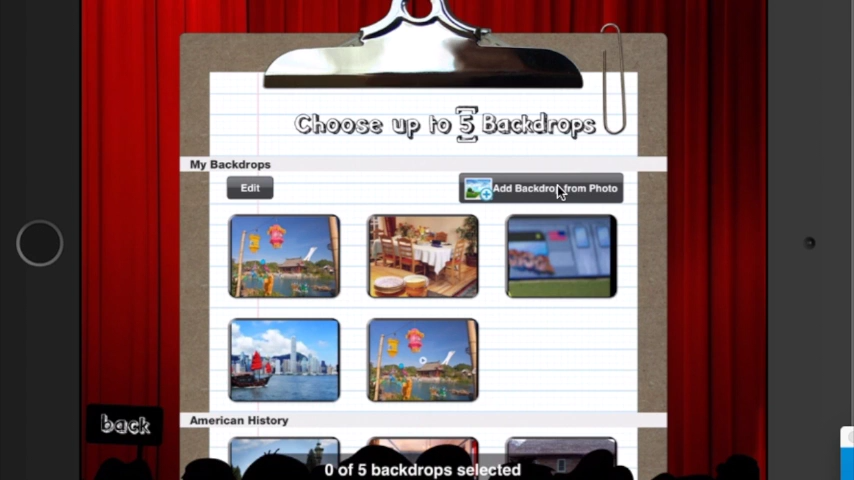 Choose up to 5 Backdrops
My Backdrops
Edit
Add Backdrop from Photo
American History
back
0 of 5 backdrops selected